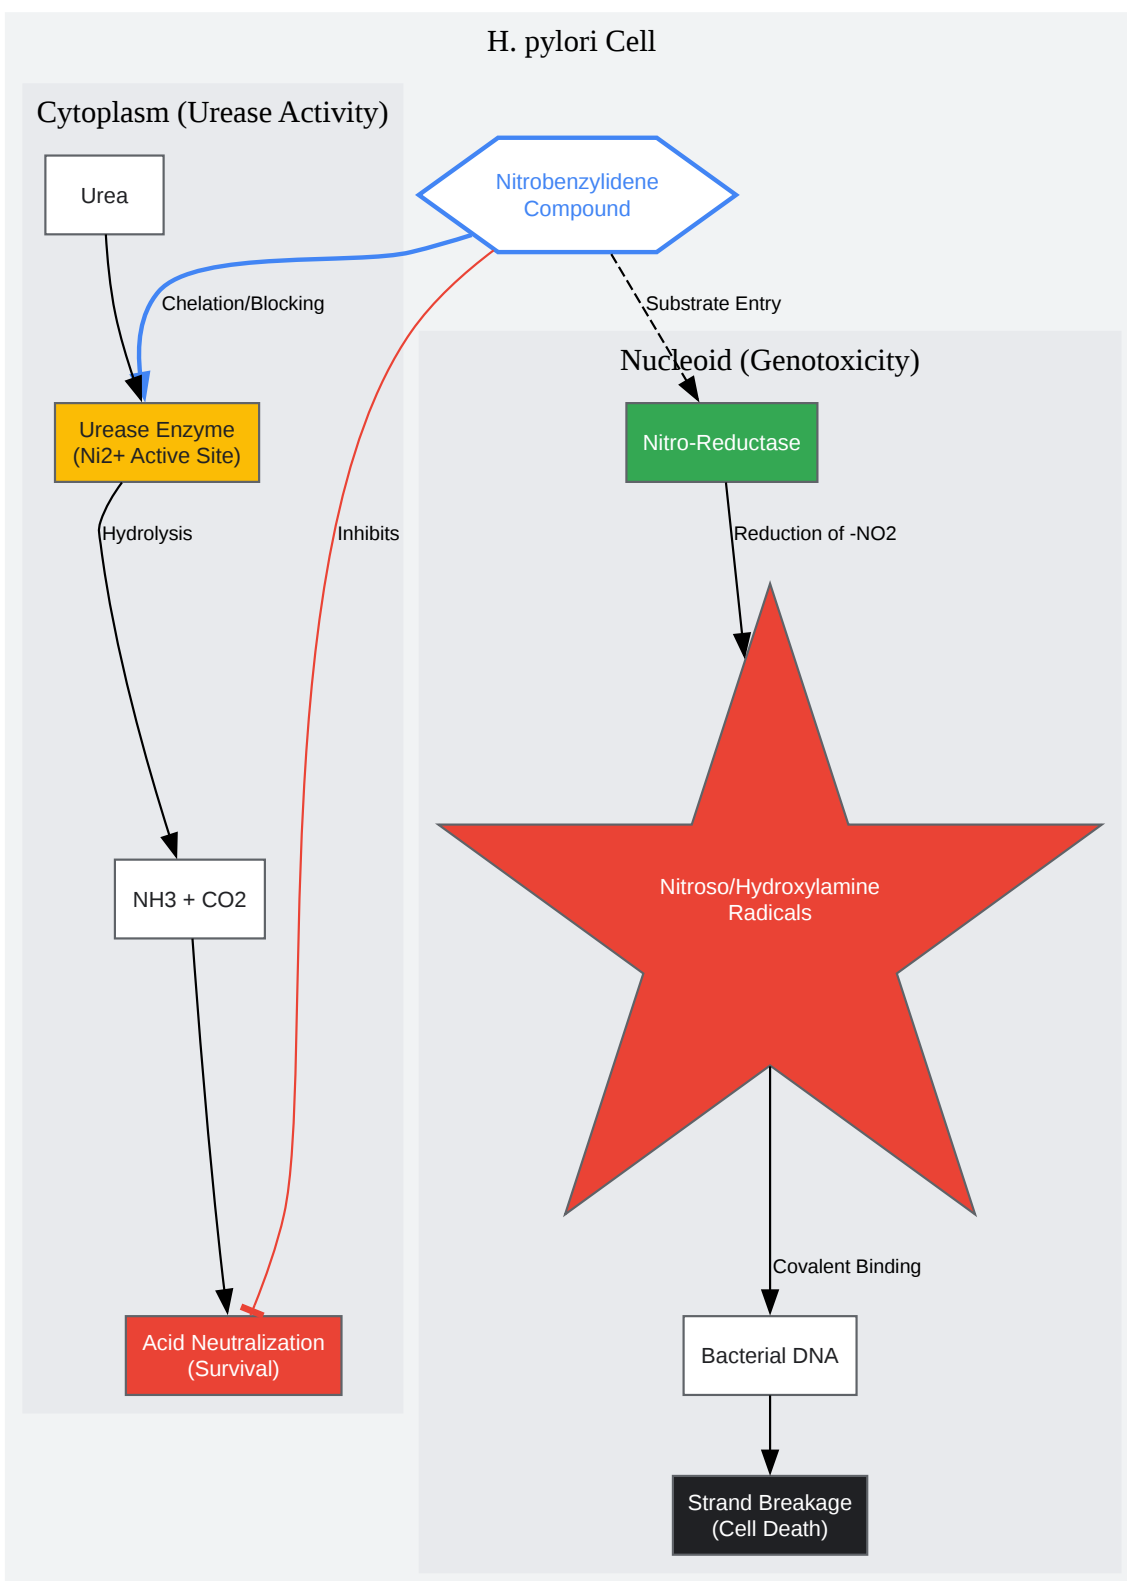 H. pylori Cell
Cytoplasm (Urease Activity)
Urea
Nitrobenzylidene
Compound
Chelation/Blocking
Substrate Entry
Nucleoid (Genotoxicity)
Urease Enzyme
(Ni2+ Active Site)
Nitro-Reductase
Hydrolysis
Inhibits
Reduction of -NO2
NH3 + CO2
Nitroso/Hydroxylamine
Radicals
Covalent Binding
Acid Neutralization
(Survival)
Bacterial DNA
Strand Breakage
(Cell Death)